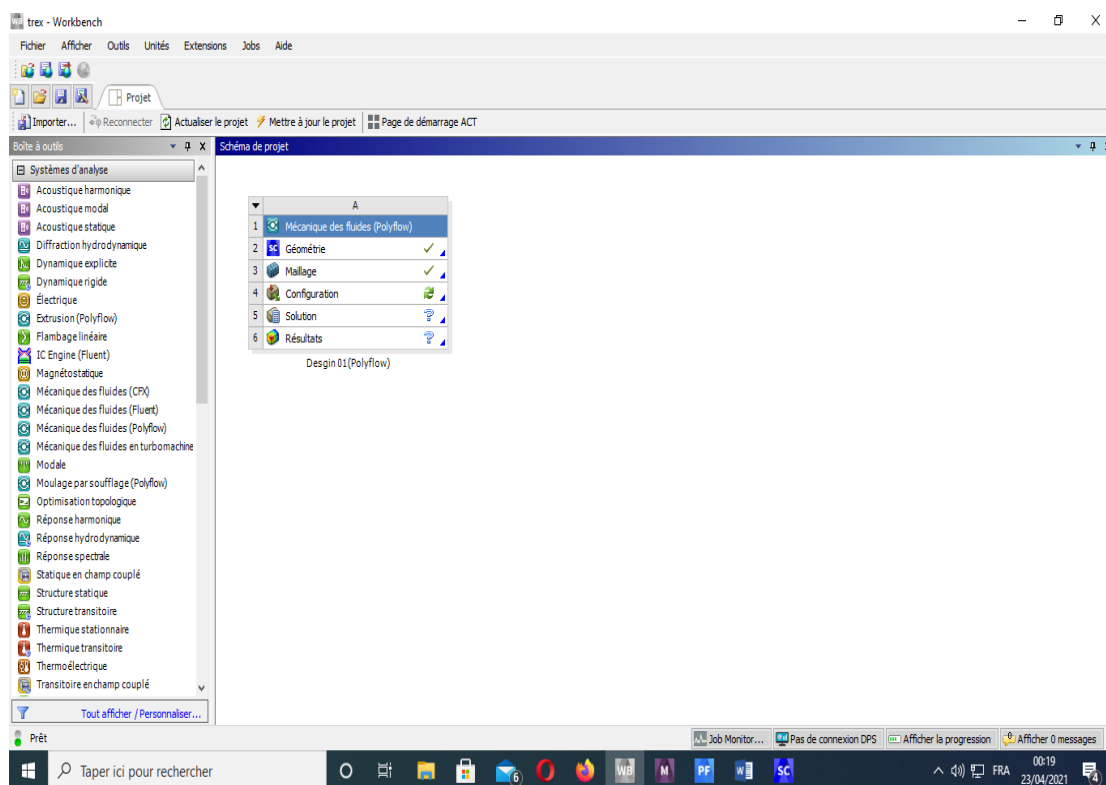 trex - Workbench
Fichier Afficher Outils Unités Extensions Jobs Aide
Projet
Importer... Reconnecter Actualiser le projet Mettre à jour le projet Page de démarrage ACT
Boîte à outils
Schéma de projet
Systèmes d'analyse
Acoustique harmonique
Acoustique modal
Acoustique statique
Diffraction hydrodynamique
Dynamique explicite
Dynamique rigide
Électrique
Extrusion (Polyflow)
Flambage linéaire
IC Engine (Fluent)
Magnétostatique
Mécanique des fluides (CFX)
Mécanique des fluides (Fluent)
Mécanique des fluides (Polyflow)
Mécanique des fluides en turbomachine
Modale
Moulage par soufflage (Polyflow)
Optimisation topologique
Réponse harmonique
Réponse hydrodynamique
Réponse spectrale
Statique en champ couplé
Structure statique
Structure transitoire
Thermique stationnaire
Thermique transitoire
Thermoélectrique
Transitoire en champ couplé
Tout afficher / Personnaliser...
A
1 Mécanique des fluides (Polyflow)
2 SC Géométrie
3 Maillage
4 Configuration
5 Solution ?
6 Résultats ?
Desgin 01(Polyflow)
Prêt
Job Monitor... Pas de connexion DPS Afficher la progression 0 Afficher 0 messages
Taper ici pour rechercher
6 WB M PF W SC
FRA
00:19
23/04/2021
4